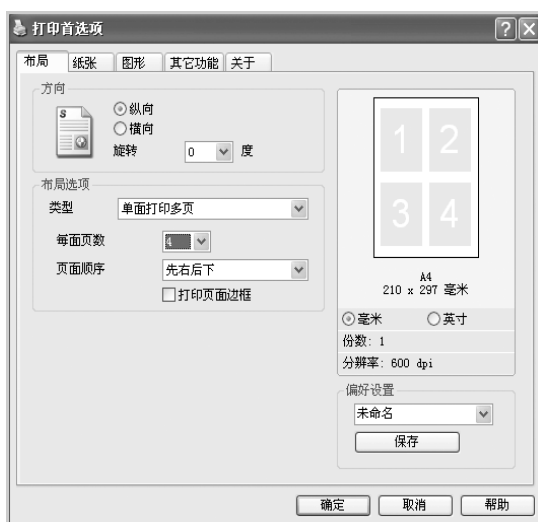 打印首选项
布局 纸张 图形 其它功能 关于
方向
S
纵向
横向
旋转 0 度
布局选项
类型 单面打印多页
每面页数 4
页面顺序 先右后下
打印页面边框
1 2
3 4
A4
210 x 297 毫米
毫米 英寸
份数: 1
分辨率: 600 dpi
偏好设置
未命名
保存
确定 取消 帮助